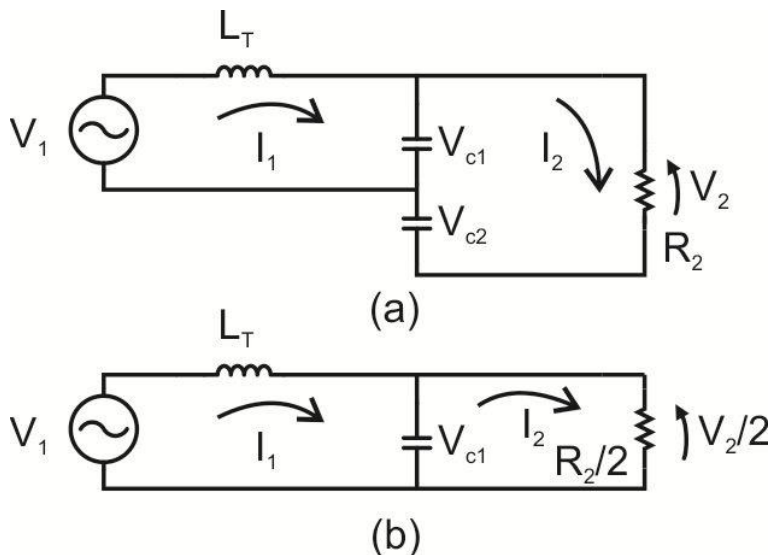 L_T
V_1
I_1
V_c1
I_2
V_2
V_c2
R_2
(a)
L_T
V_1
I_1
V_c1
I_2
R_2/2
V_2/2
(b)